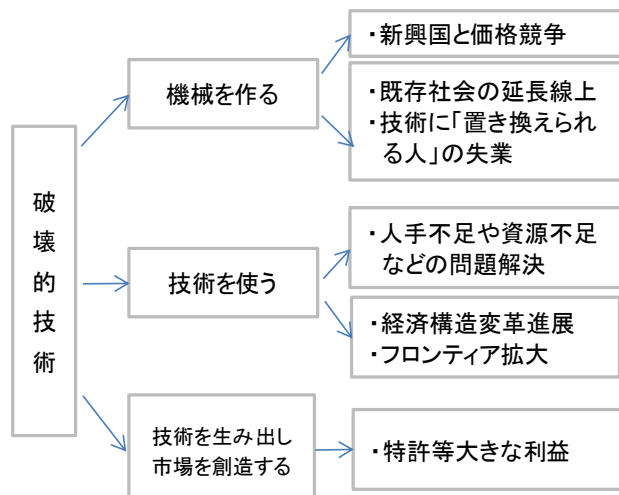 破壊的技術
機械を作る
・新興国と価格競争
・既存社会の延長線上
・技術に「置き換えられ
る人」の失業
技術を使う
・人手不足や資源不足
などの問題解決
・経済構造変革進展
・フロンティア拡大
技術を生み出し
市場を創造する
・特許等大きな利益